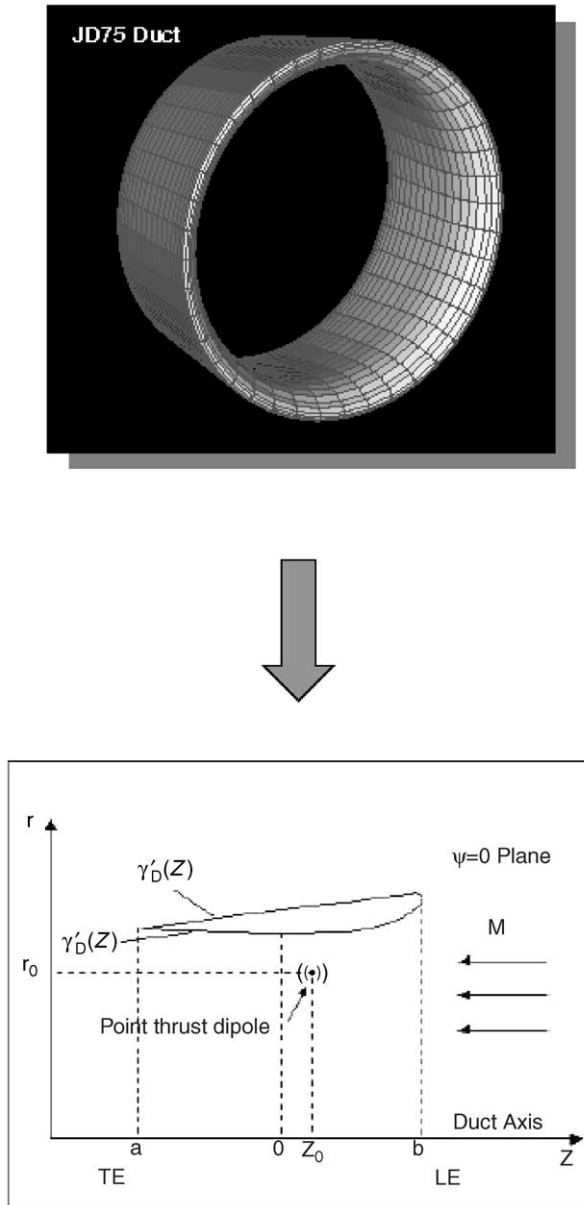 JD75 Duct
r
γ′D(Z)
ψ=0 Plane
γ′D(Z)
M
r0
((•))
Point thrust dipole
Duct Axis
a
0
Z0
b
Z
TE
LE